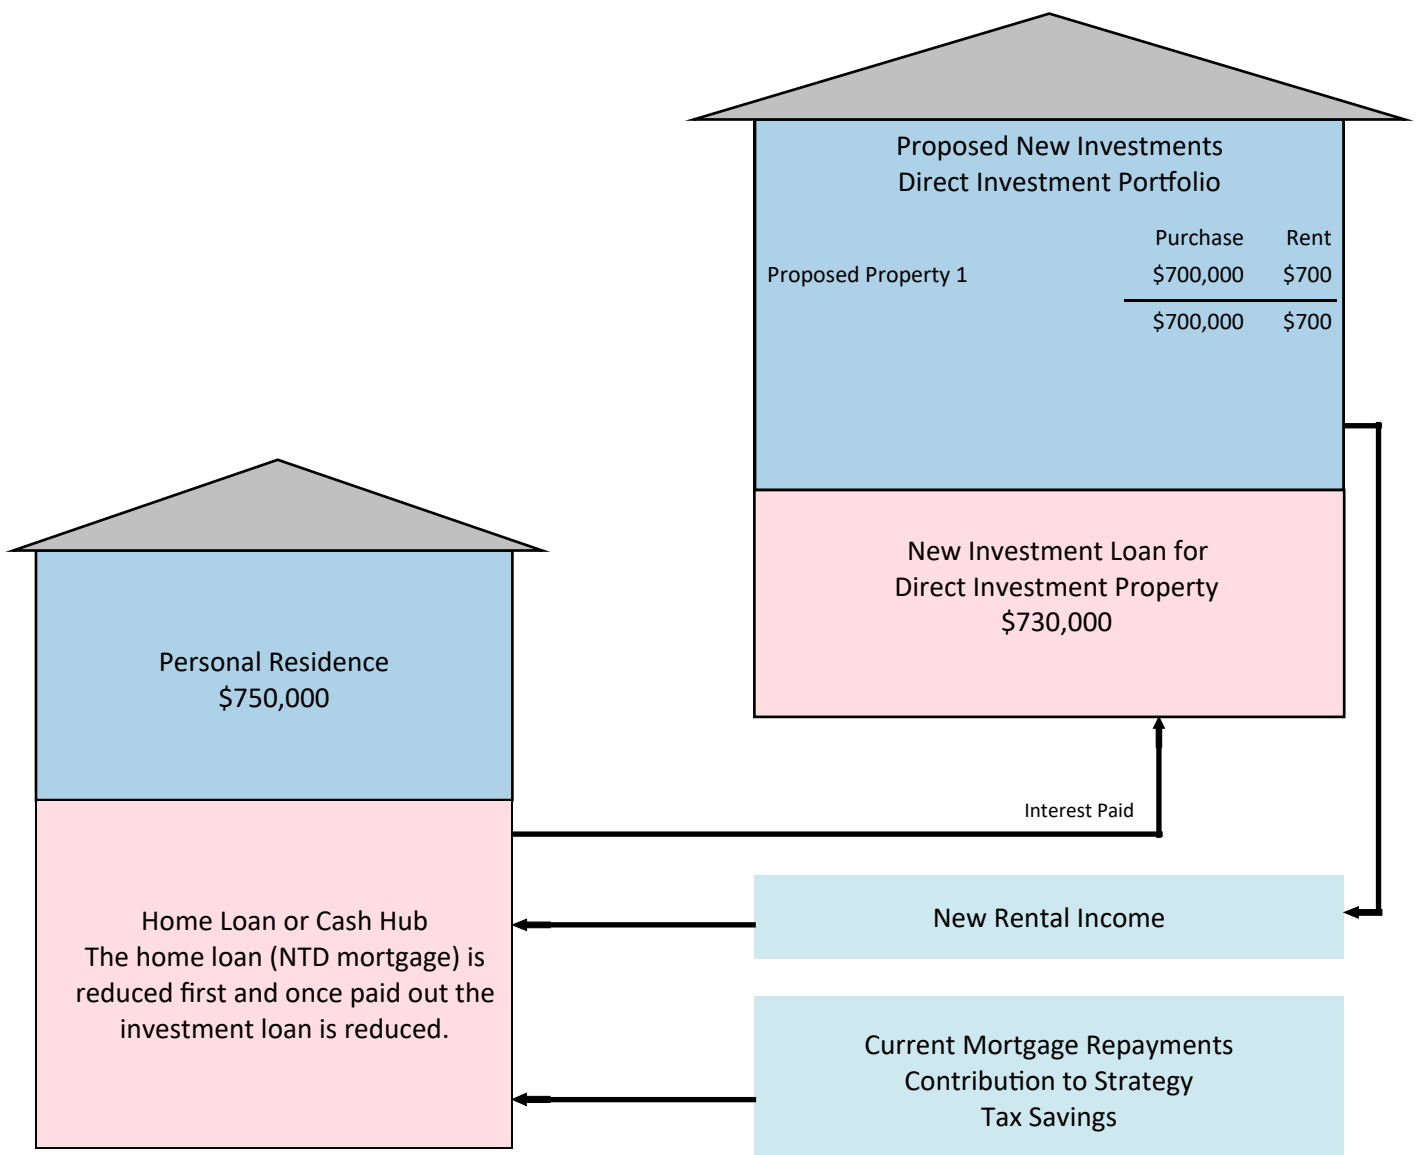 Proposed New Investments
Direct Investment Portfolio
Purchase Rent
Proposed Property 1 $700,000 $700
$700,000 $700
New Investment Loan for
Direct Investment Property
$730,000
Personal Residence
$750,000
Interest Paid
Home Loan or Cash Hub
The home loan (NTD mortgage) is
reduced first and once paid out the
investment loan is reduced.
New Rental Income
Current Mortgage Repayments
Contribution to Strategy
Tax Savings